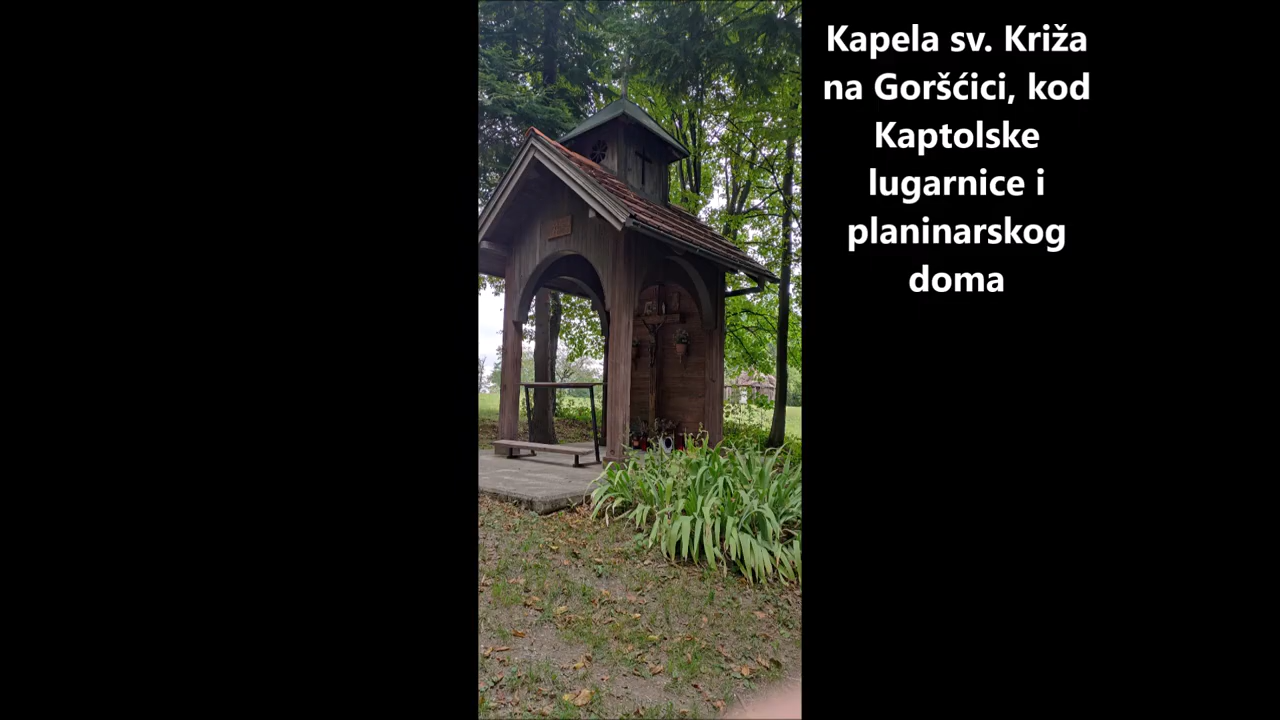 Kapela sv. Križa
na Goršćici, kod
Kaptolske
lugarnice i
planinarskog
doma